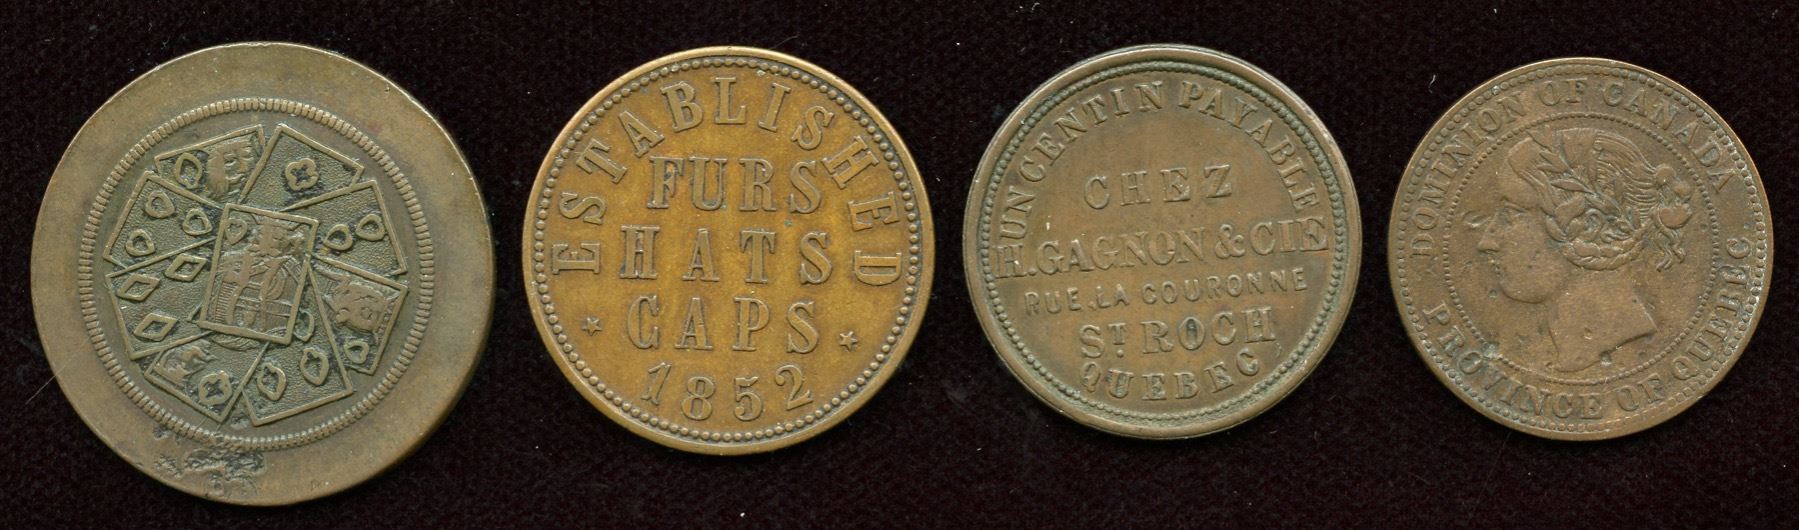 ESTABLISHED
FURS
HATS
CAPS
1852
UN CENTIN PAYABLE
CHEZ
H. GAGNON & CIE
RUE. LA COURONNE
ST ROCH
QUEBEC
DOMINION OF CANADA
PROVINCE OF QUEBEC